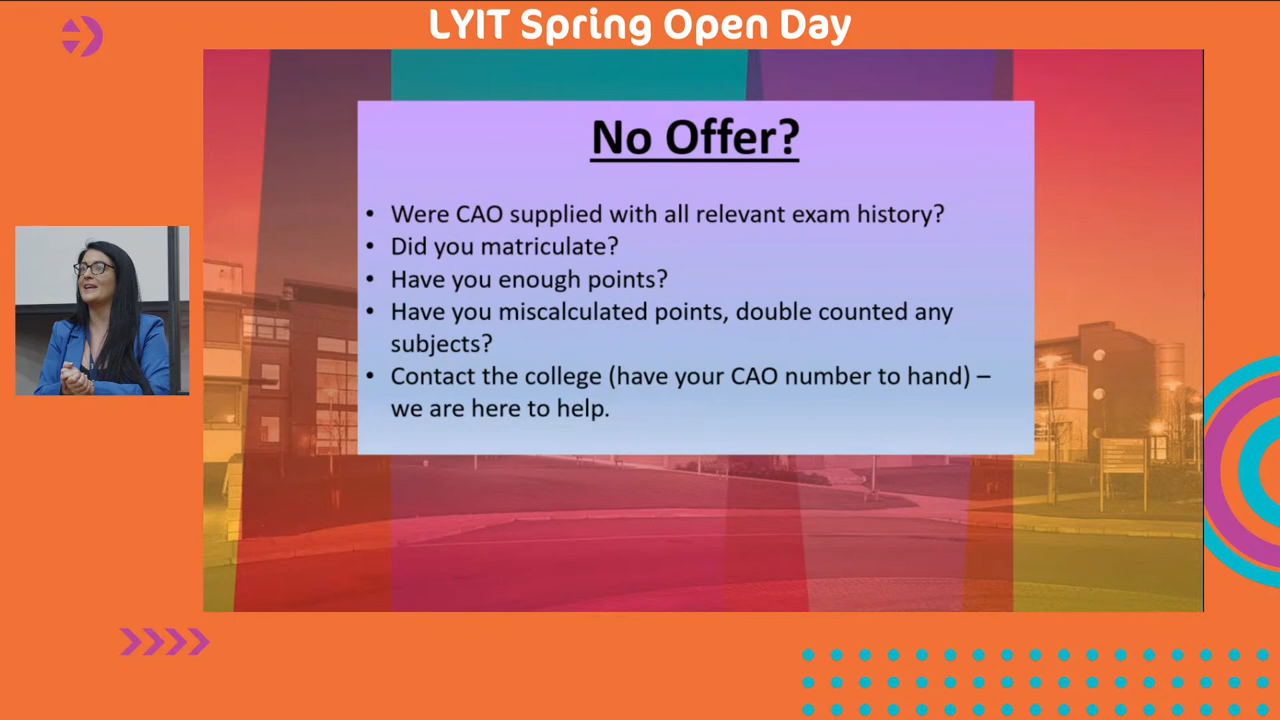 LYIT Spring Open Day
No Offer?
• Were CAO supplied with all relevant exam history?
• Did you matriculate?
• Have you enough points?
• Have you miscalculated points, double counted any
subjects?
• Contact the college (have your CAO number to hand) –
we are here to help.